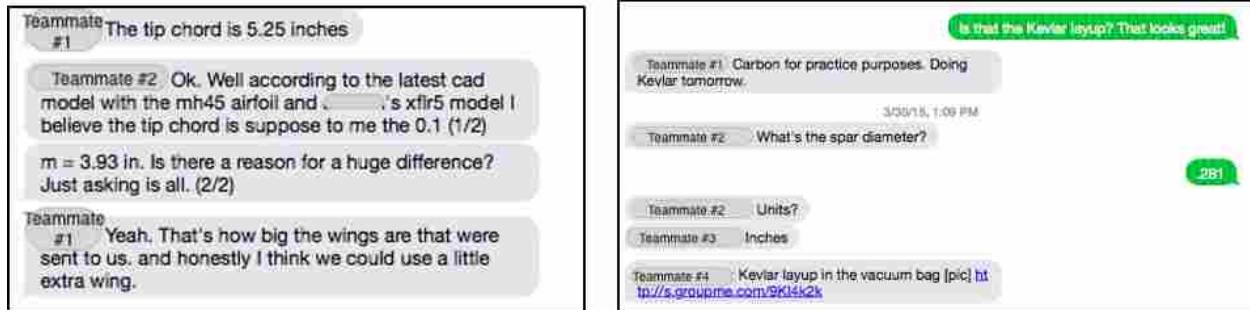 Teammate #1 The tip chord is 5.25 inches
Teammate #2 Ok. Well according to the latest cad
model with the mh45 airfoil and 's xflr5 model I
believe the tip chord is suppose to me the 0.1 (1/2)
m = 3.93 in. Is there a reason for a huge difference?
Just asking is all. (2/2)
Teammate #1 Yeah. That's how big the wings are that were
sent to us. and honestly I think we could use a little
extra wing.
Is that the Kevlar layup? That looks great!
Teammate #1 Carbon for practice purposes. Doing
Kevlar tomorrow.
3/30/15, 1:09 PM
Teammate #2 What's the spar diameter?
.281
Teammate #2 Units?
Teammate #3 Inches
Teammate #4 : Kevlar layup in the vacuum bag [pic] ht
tp://s.groupme.com/9KI4k2k